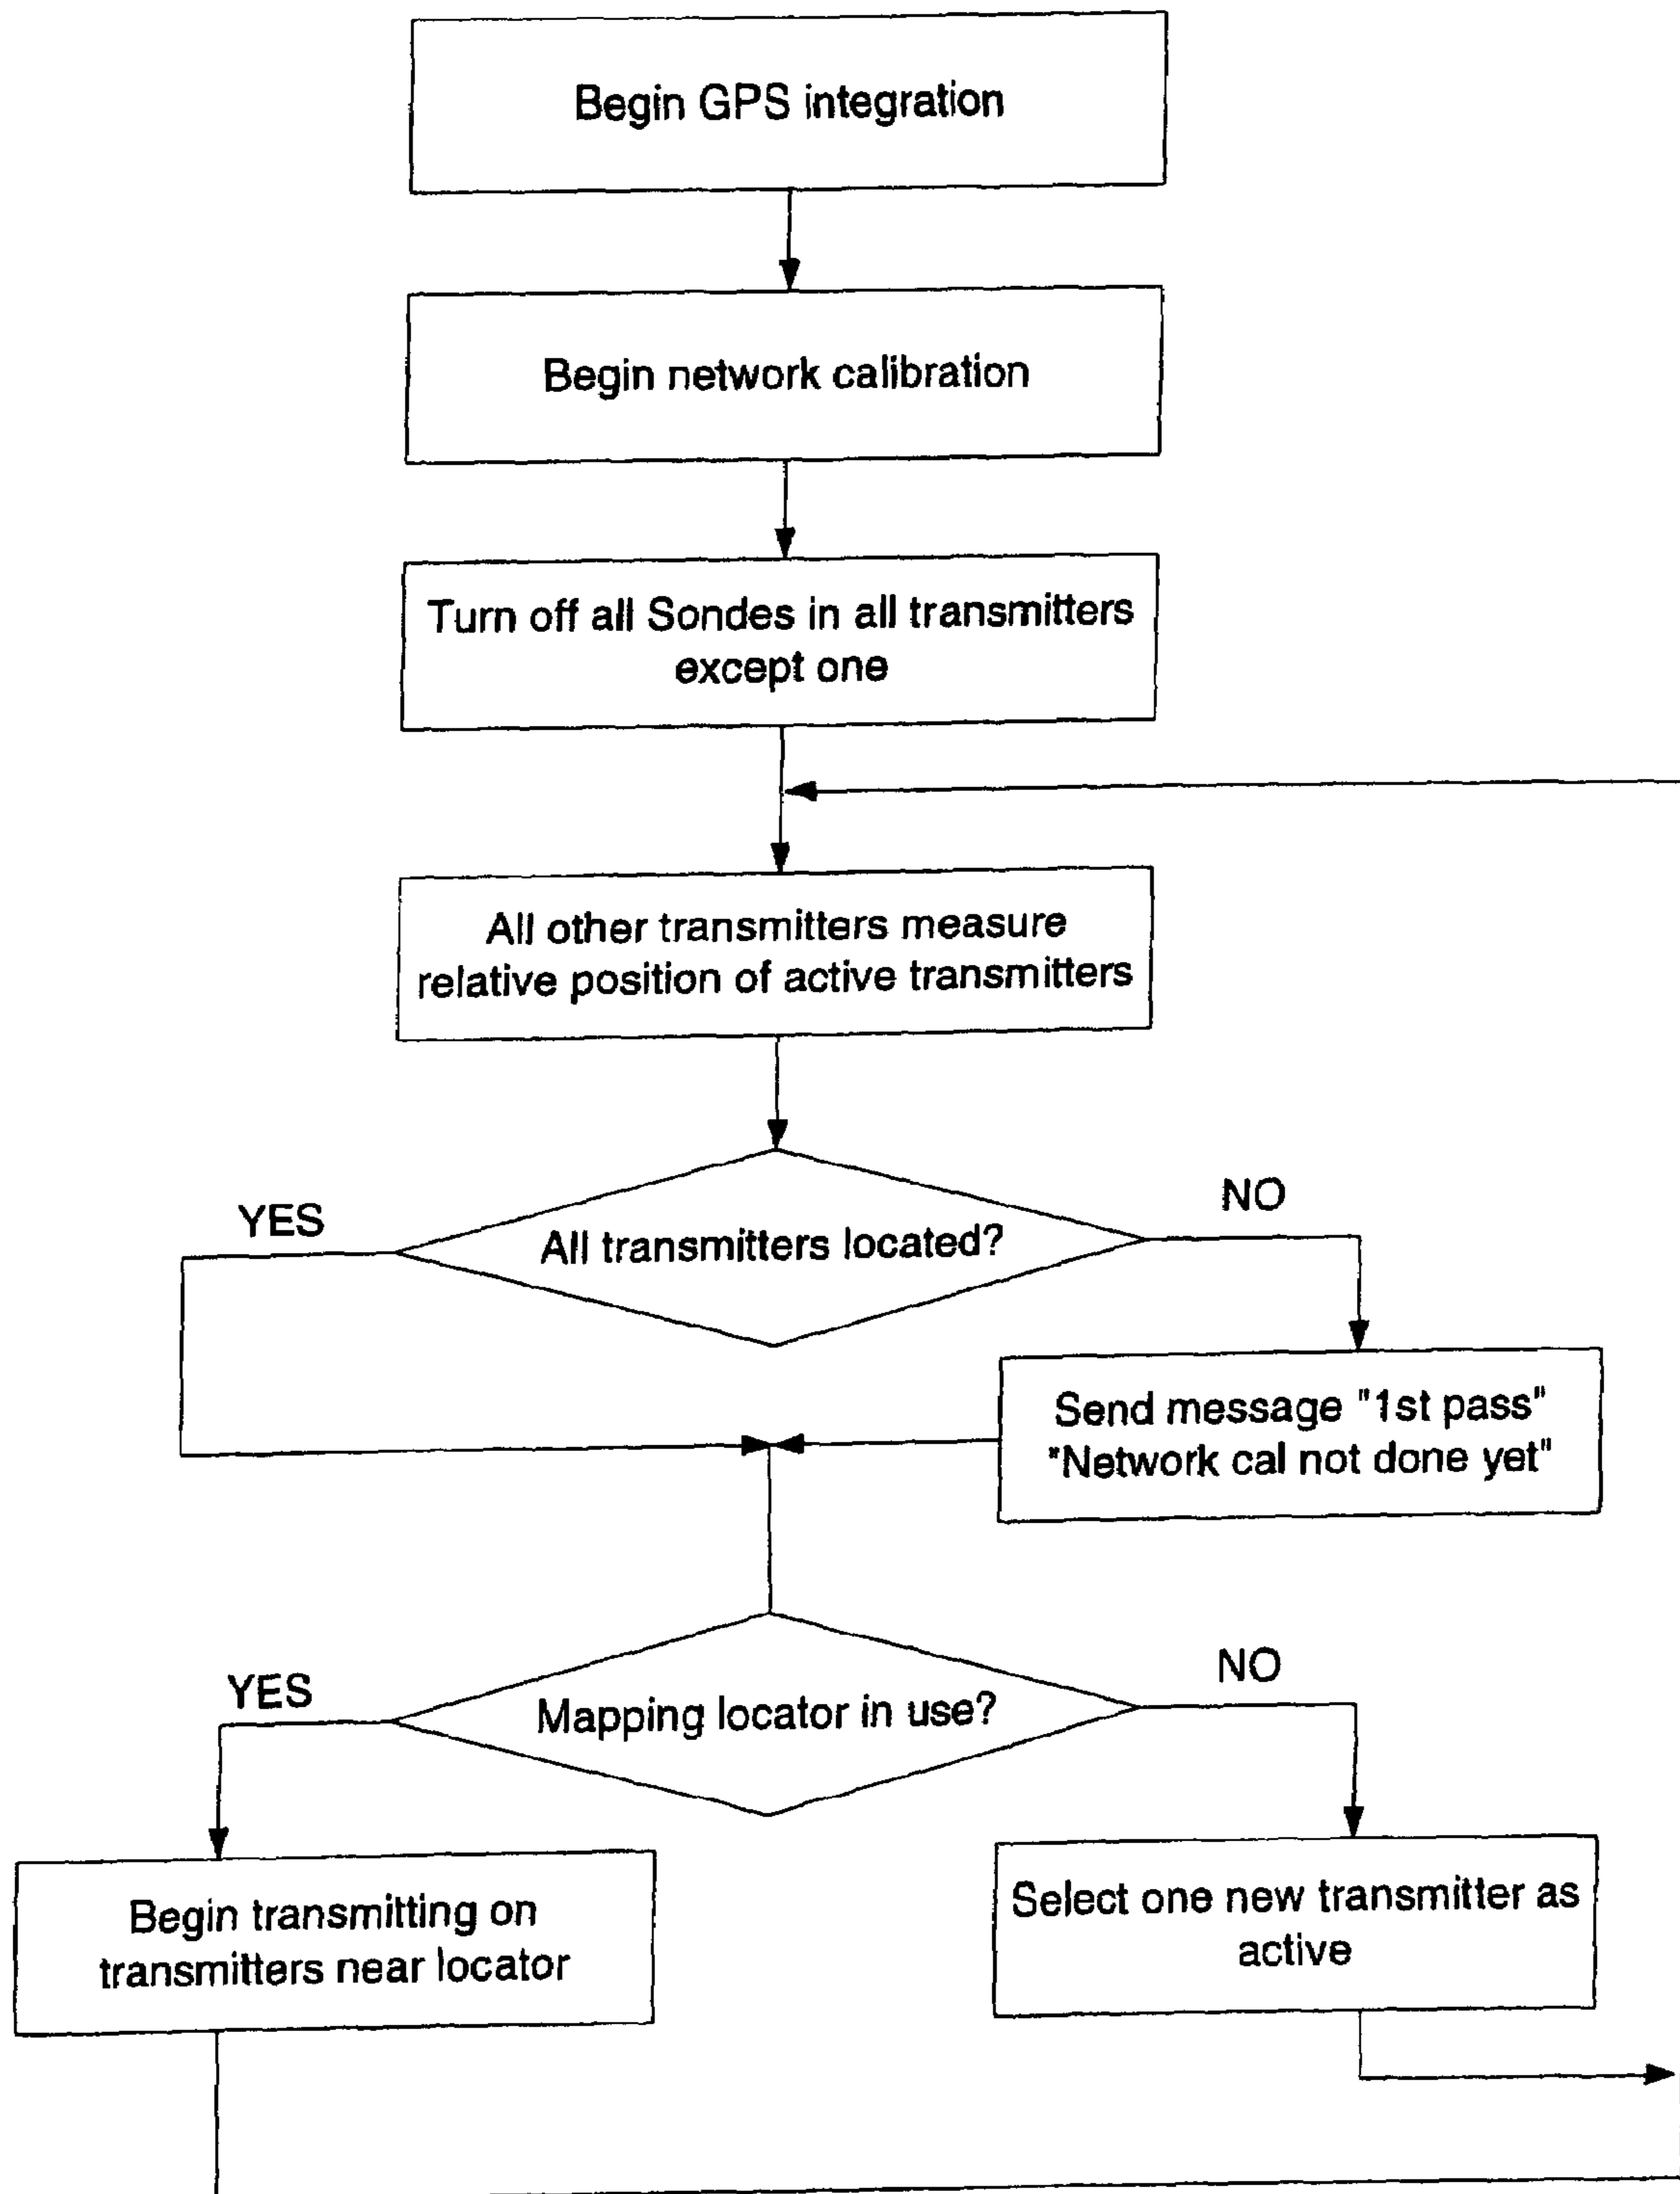 Begin GPS integration
Begin network calibration
Turn off all Sondes in all transmitters
except one
All other transmitters measure
relative position of active transmitters
YES
NO
All transmitters located?
Send message "1st pass"
"Network cal not done yet"
YES
NO
Mapping locator in use?
Begin transmitting on
transmitters near locator
Select one new transmitter as
active